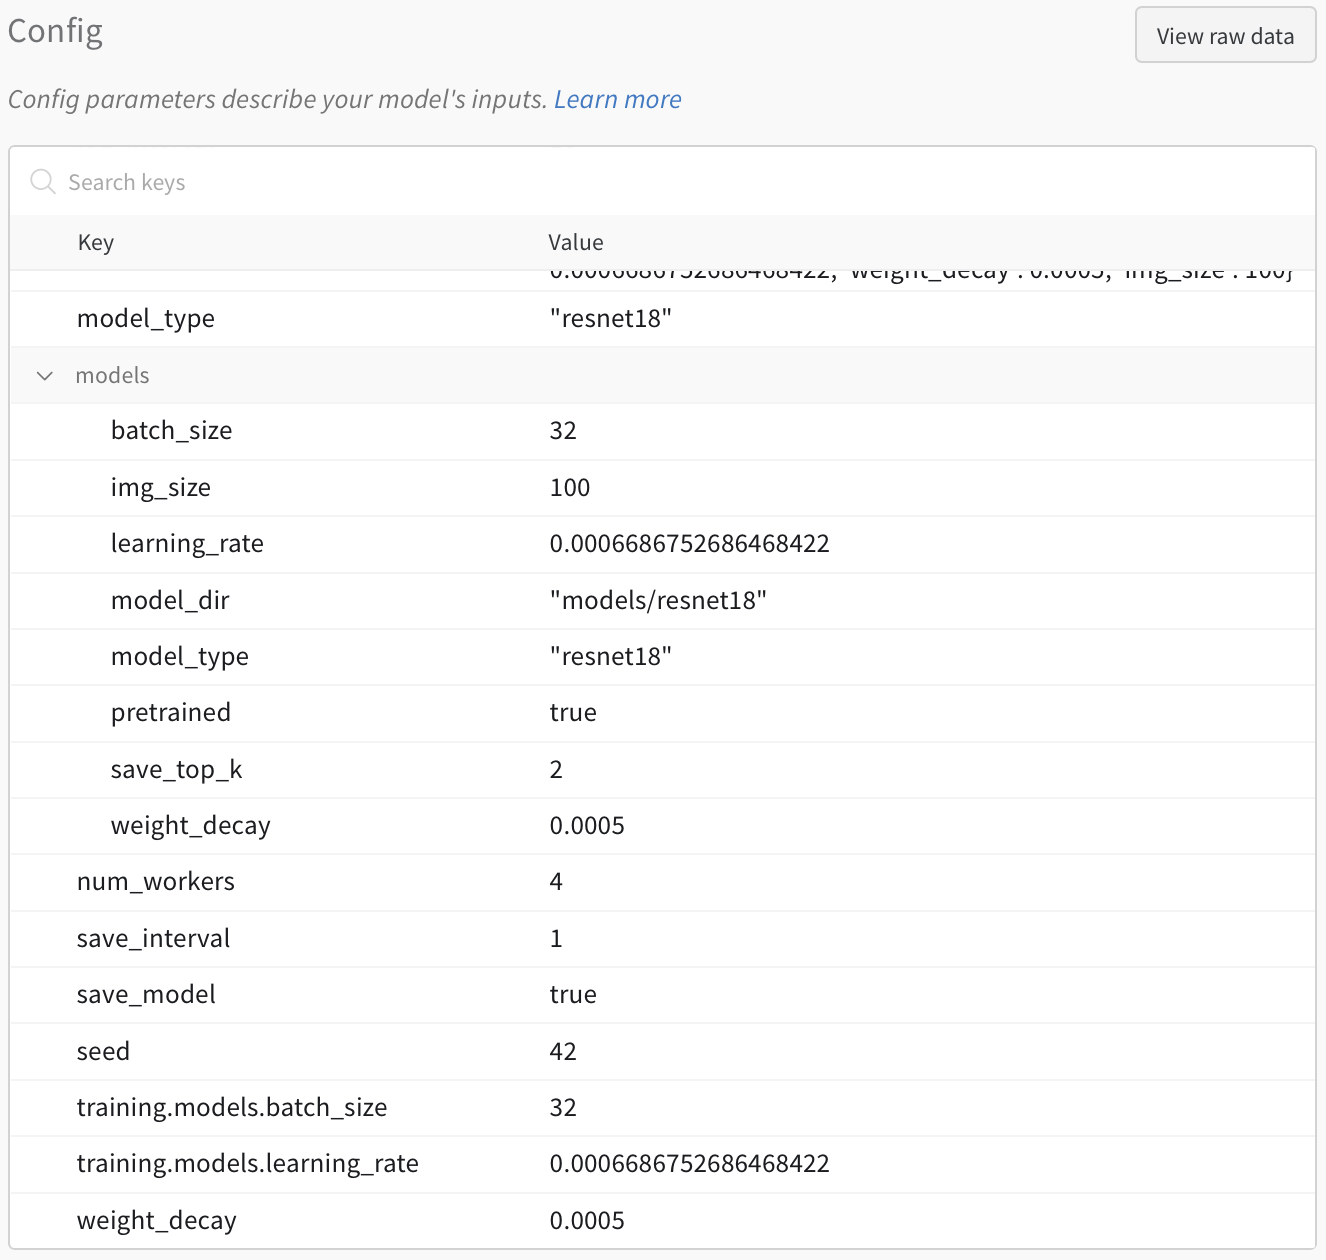 Config
View raw data
Config parameters describe your model's inputs. Learn more
Search keys
Key Value
0.0006686752686468422, 'weight_decay': 0.0005, 'img_size': 100}
model_type "resnet18"
models
batch_size 32
img_size 100
learning_rate 0.0006686752686468422
model_dir "models/resnet18"
model_type "resnet18"
pretrained true
save_top_k 2
weight_decay 0.0005
num_workers 4
save_interval 1
save_model true
seed 42
training.models.batch_size 32
training.models.learning_rate 0.0006686752686468422
weight_decay 0.0005